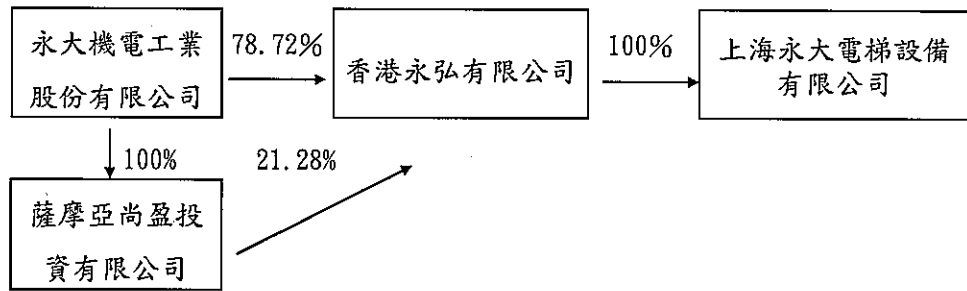 永大機電工業
股份有限公司
78.72%
香港永弘有限公司
100%
上海永大電梯設備
有限公司
100%
21.28%
薩摩亞尚盈投
資有限公司